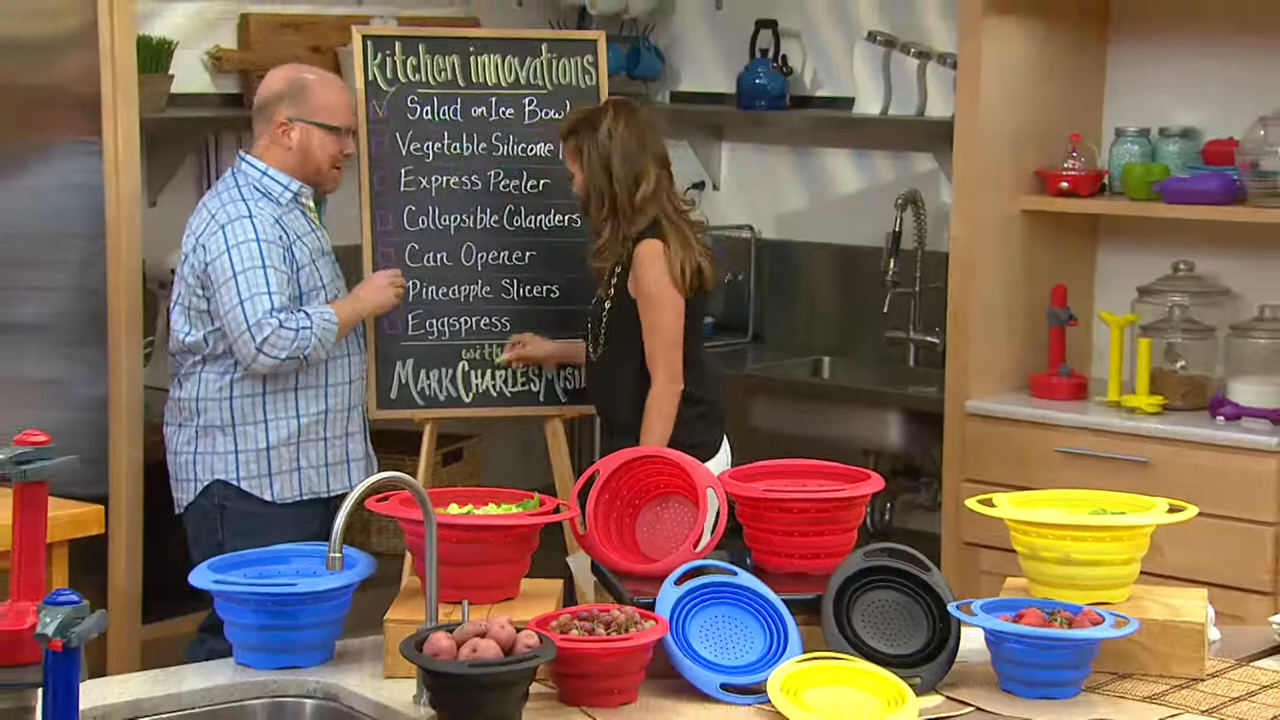 kitchen innovations
Salad on Ice Bowl
Vegetable Silicone
Express Peeler
Collapsible Colanders
Can Opener
Pineapple Slicers
Eggspress
with
MARK CHARLES MISIL